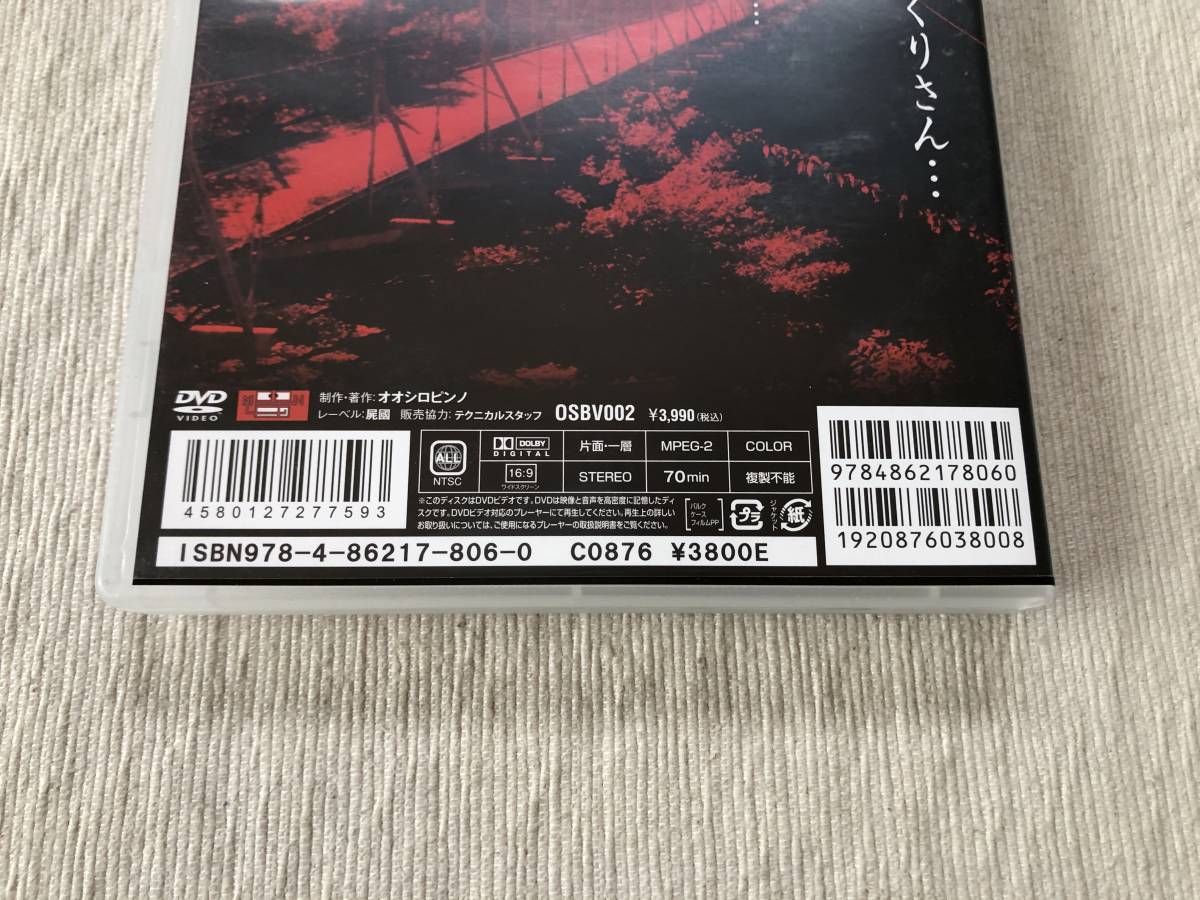 …
くりさん…
DVD VIDEO
制作・著作：オオシロピンノ
レーベル：屍國　販売協力：テクニカルスタッフ　OSBV002　¥3,990（税込）
4580127277593
ALL
NTSC
DOLBY DIGITAL　片面・一層　MPEG-2　COLOR
16:9 ワイドスクリーン　STEREO　70min　複製不能
※このディスクはDVDビデオです。DVDは映像と音声を高密度に記憶したディ
スクです。DVDビデオ対応のプレーヤーにて再生してください。再生上の詳しい
お取り扱いについては、ご使用になるプレーヤーの取扱説明書をご覧ください。
バルク
ケース
フィルムPP
プラ
ジャケット
紙
9784862178060
1920876038008
ISBN978-4-86217-806-0　C0876　¥3800E